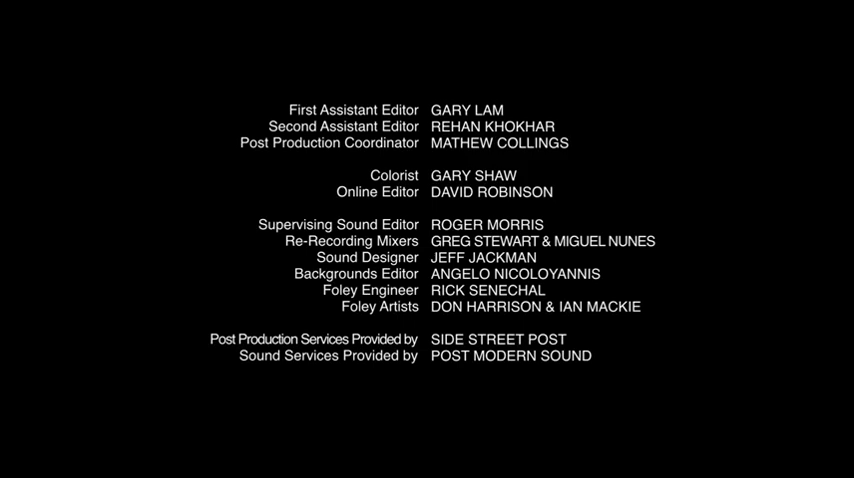 First Assistant Editor GARY LAM
Second Assistant Editor REHAN KHOKHAR
Post Production Coordinator MATHEW COLLINGS
Colorist GARY SHAW
Online Editor DAVID ROBINSON
Supervising Sound Editor ROGER MORRIS
Re-Recording Mixers GREG STEWART & MIGUEL NUNES
Sound Designer JEFF JACKMAN
Backgrounds Editor ANGELO NICOLOYANNIS
Foley Engineer RICK SENECHAL
Foley Artists DON HARRISON & IAN MACKIE
Post Production Services Provided by SIDE STREET POST
Sound Services Provided by POST MODERN SOUND